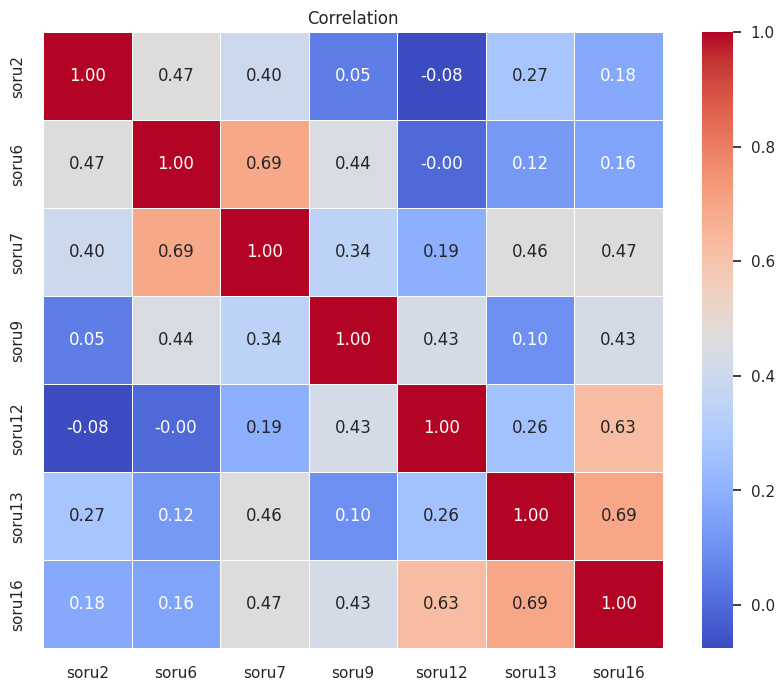 Correlation
soru2 1.00 0.47 0.40 0.05 -0.08 0.27 0.18
soru6 0.47 1.00 0.69 0.44 -0.00 0.12 0.16
soru7 0.40 0.69 1.00 0.34 0.19 0.46 0.47
soru9 0.05 0.44 0.34 1.00 0.43 0.10 0.43
soru12 -0.08 -0.00 0.19 0.43 1.00 0.26 0.63
soru13 0.27 0.12 0.46 0.10 0.26 1.00 0.69
soru16 0.18 0.16 0.47 0.43 0.63 0.69 1.00
soru2 soru6 soru7 soru9 soru12 soru13 soru16
1.0
0.8
0.6
0.4
0.2
0.0